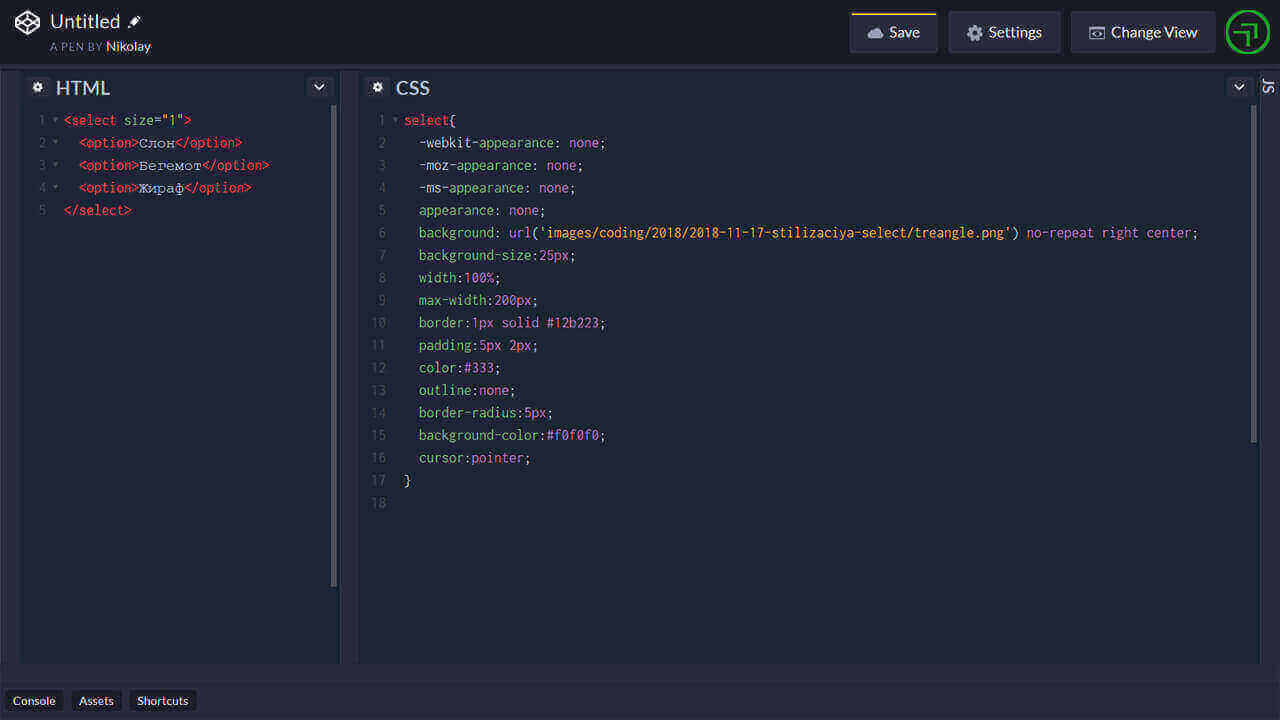 Untitled
A PEN BY Nikolay
Save
Settings
Change View
HTML
1 <select size="1">
2 <option>Слон</option>
3 <option>Бегемот</option>
4 <option>Жираф</option>
5 </select>
CSS
1 select{
2 -webkit-appearance: none;
3 -moz-appearance: none;
4 -ms-appearance: none;
5 appearance: none;
6 background: url('images/coding/2018/2018-11-17-stilizaciya-select/treangle.png') no-repeat right center;
7 background-size:25px;
8 width:100%;
9 max-width:200px;
10 border:1px solid #12b223;
11 padding:5px 2px;
12 color:#333;
13 outline:none;
14 border-radius:5px;
15 background-color:#f0f0f0;
16 cursor:pointer;
17 }
18
JS
Console
Assets
Shortcuts